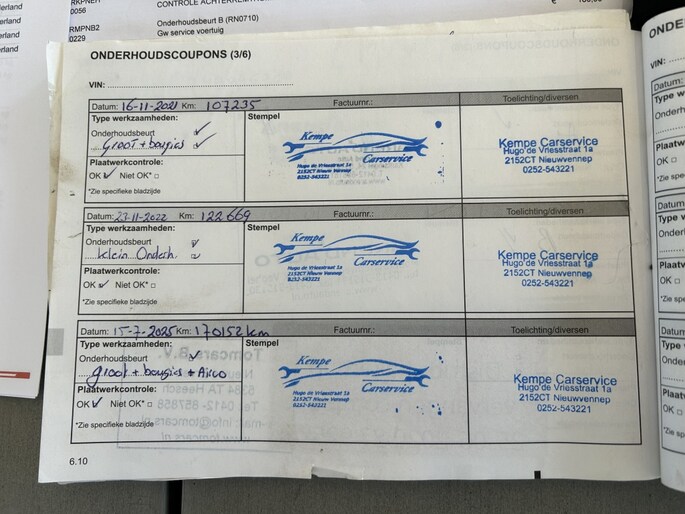 CONTROLE ACHTERREMTROMMELS
0056
RMPNB2
Onderhoudsbeurt B (RN0710)
0229
Gw service voertuig
ONDERHOUDSCOUPONS (3/6)
VIN:
Datum: 16-11-2021 Km: 107235 Factuurnr.: Toelichting/diversen
Type werkzaamheden: Stempel
Onderhoudsbeurt ✓
Groot + bougies ✓
Plaatwerkcontrole:
OK ✓ Niet OK* □
*Zie specifieke bladzijde
Kempe
Carservice
Hugo de Vriesstraat 1a
2152CT Nieuw Vennep
0252-543221
Kempe Carservice
Hugo de Vriesstraat 1a
2152CT Nieuwvennep
0252-543221
Datum: 23-11-2022 Km: 122669 Factuurnr.: Toelichting/diversen
Type werkzaamheden: Stempel
Onderhoudsbeurt
klein Onderh.
Plaatwerkcontrole:
OK ✓ Niet OK* □
*Zie specifieke bladzijde
Kempe
Carservice
Hugo de Vriesstraat 1a
2152CT Nieuw Vennep
0252-543221
Kempe Carservice
Hugo de Vriesstraat 1a
2152CT Nieuwvennep
0252-543221
Datum: 15-7-2025 Km: 170152 km Factuurnr.: Toelichting/diversen
Type werkzaamheden: Stempel
Onderhoudsbeurt ✓
groot + bougies + Airco
Plaatwerkcontrole:
OK ✓ Niet OK* □
*Zie specifieke bladzijde
Kempe
Carservice
Hugo de Vriesstraat 1a
2152CT Nieuw Vennep
0252-543221
Kempe Carservice
Hugo de Vriesstraat 1a
2152CT Nieuwvennep
0252-543221
6.10
VIN: